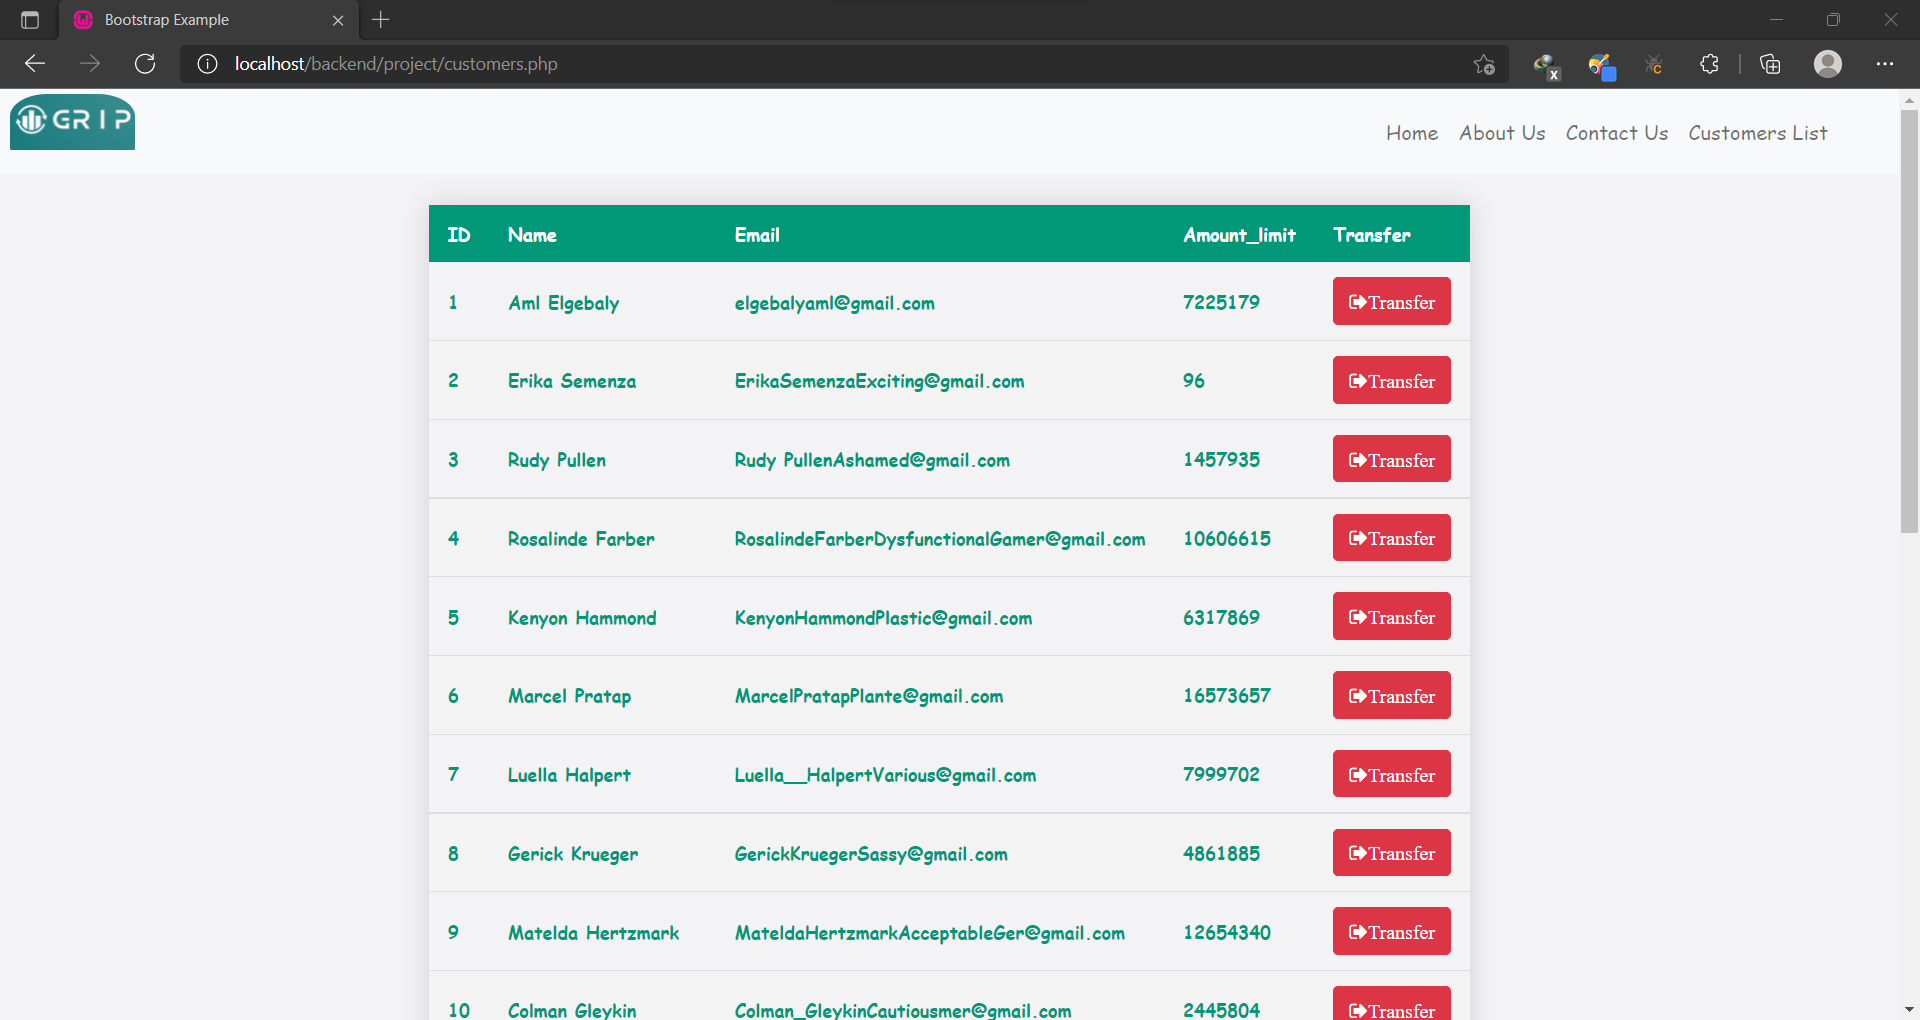 Bootstrap Example
localhost/backend/project/customers.php
GRIP
Home About Us Contact Us Customers List
ID Name Email Amount_limit Transfer
1 Aml Elgebaly elgebalyaml@gmail.com 7225179 Transfer
2 Erika Semenza ErikaSemenzaExciting@gmail.com 96 Transfer
3 Rudy Pullen Rudy PullenAshamed@gmail.com 1457935 Transfer
4 Rosalinde Farber RosalindeFarberDysfunctionalGamer@gmail.com 10606615 Transfer
5 Kenyon Hammond KenyonHammondPlastic@gmail.com 6317869 Transfer
6 Marcel Pratap MarcelPratapPlante@gmail.com 16573657 Transfer
7 Luella Halpert Luella__HalpertVarious@gmail.com 7999702 Transfer
8 Gerick Krueger GerickKruegerSassy@gmail.com 4861885 Transfer
9 Matelda Hertzmark MateldaHertzmarkAcceptableGer@gmail.com 12654340 Transfer
10 Colman Gleykin Colman_GleykinCautiousmer@gmail.com 2445804 Transfer